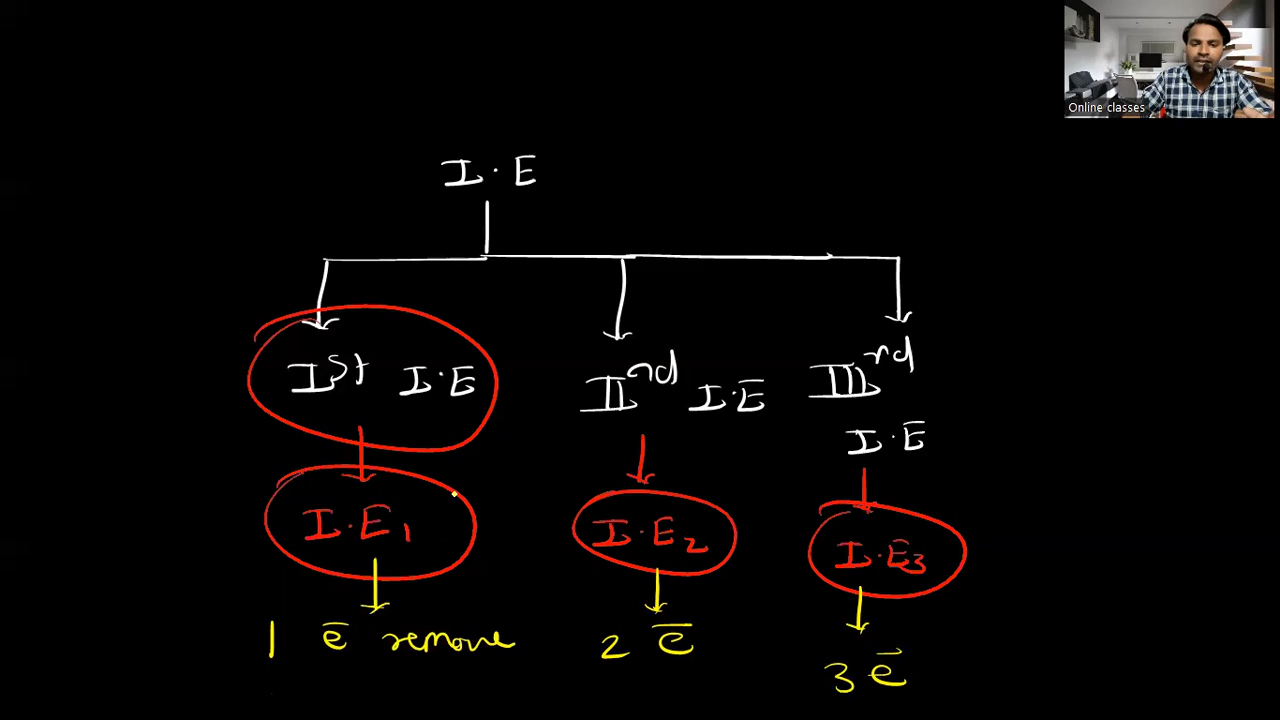 Online classes
I·E
Ist I·E
IInd I·E
IIIrd
I·E
I·E1
I·E2
I·E3
1 e̅ remove
2 e̅
3 e̅